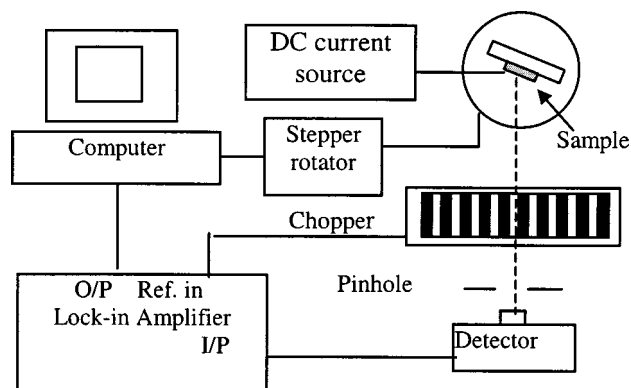 DC current
source
Sample
Computer
Stepper
rotator
Chopper
O/P Ref. in
Lock-in Amplifier
I/P
Pinhole
Detector